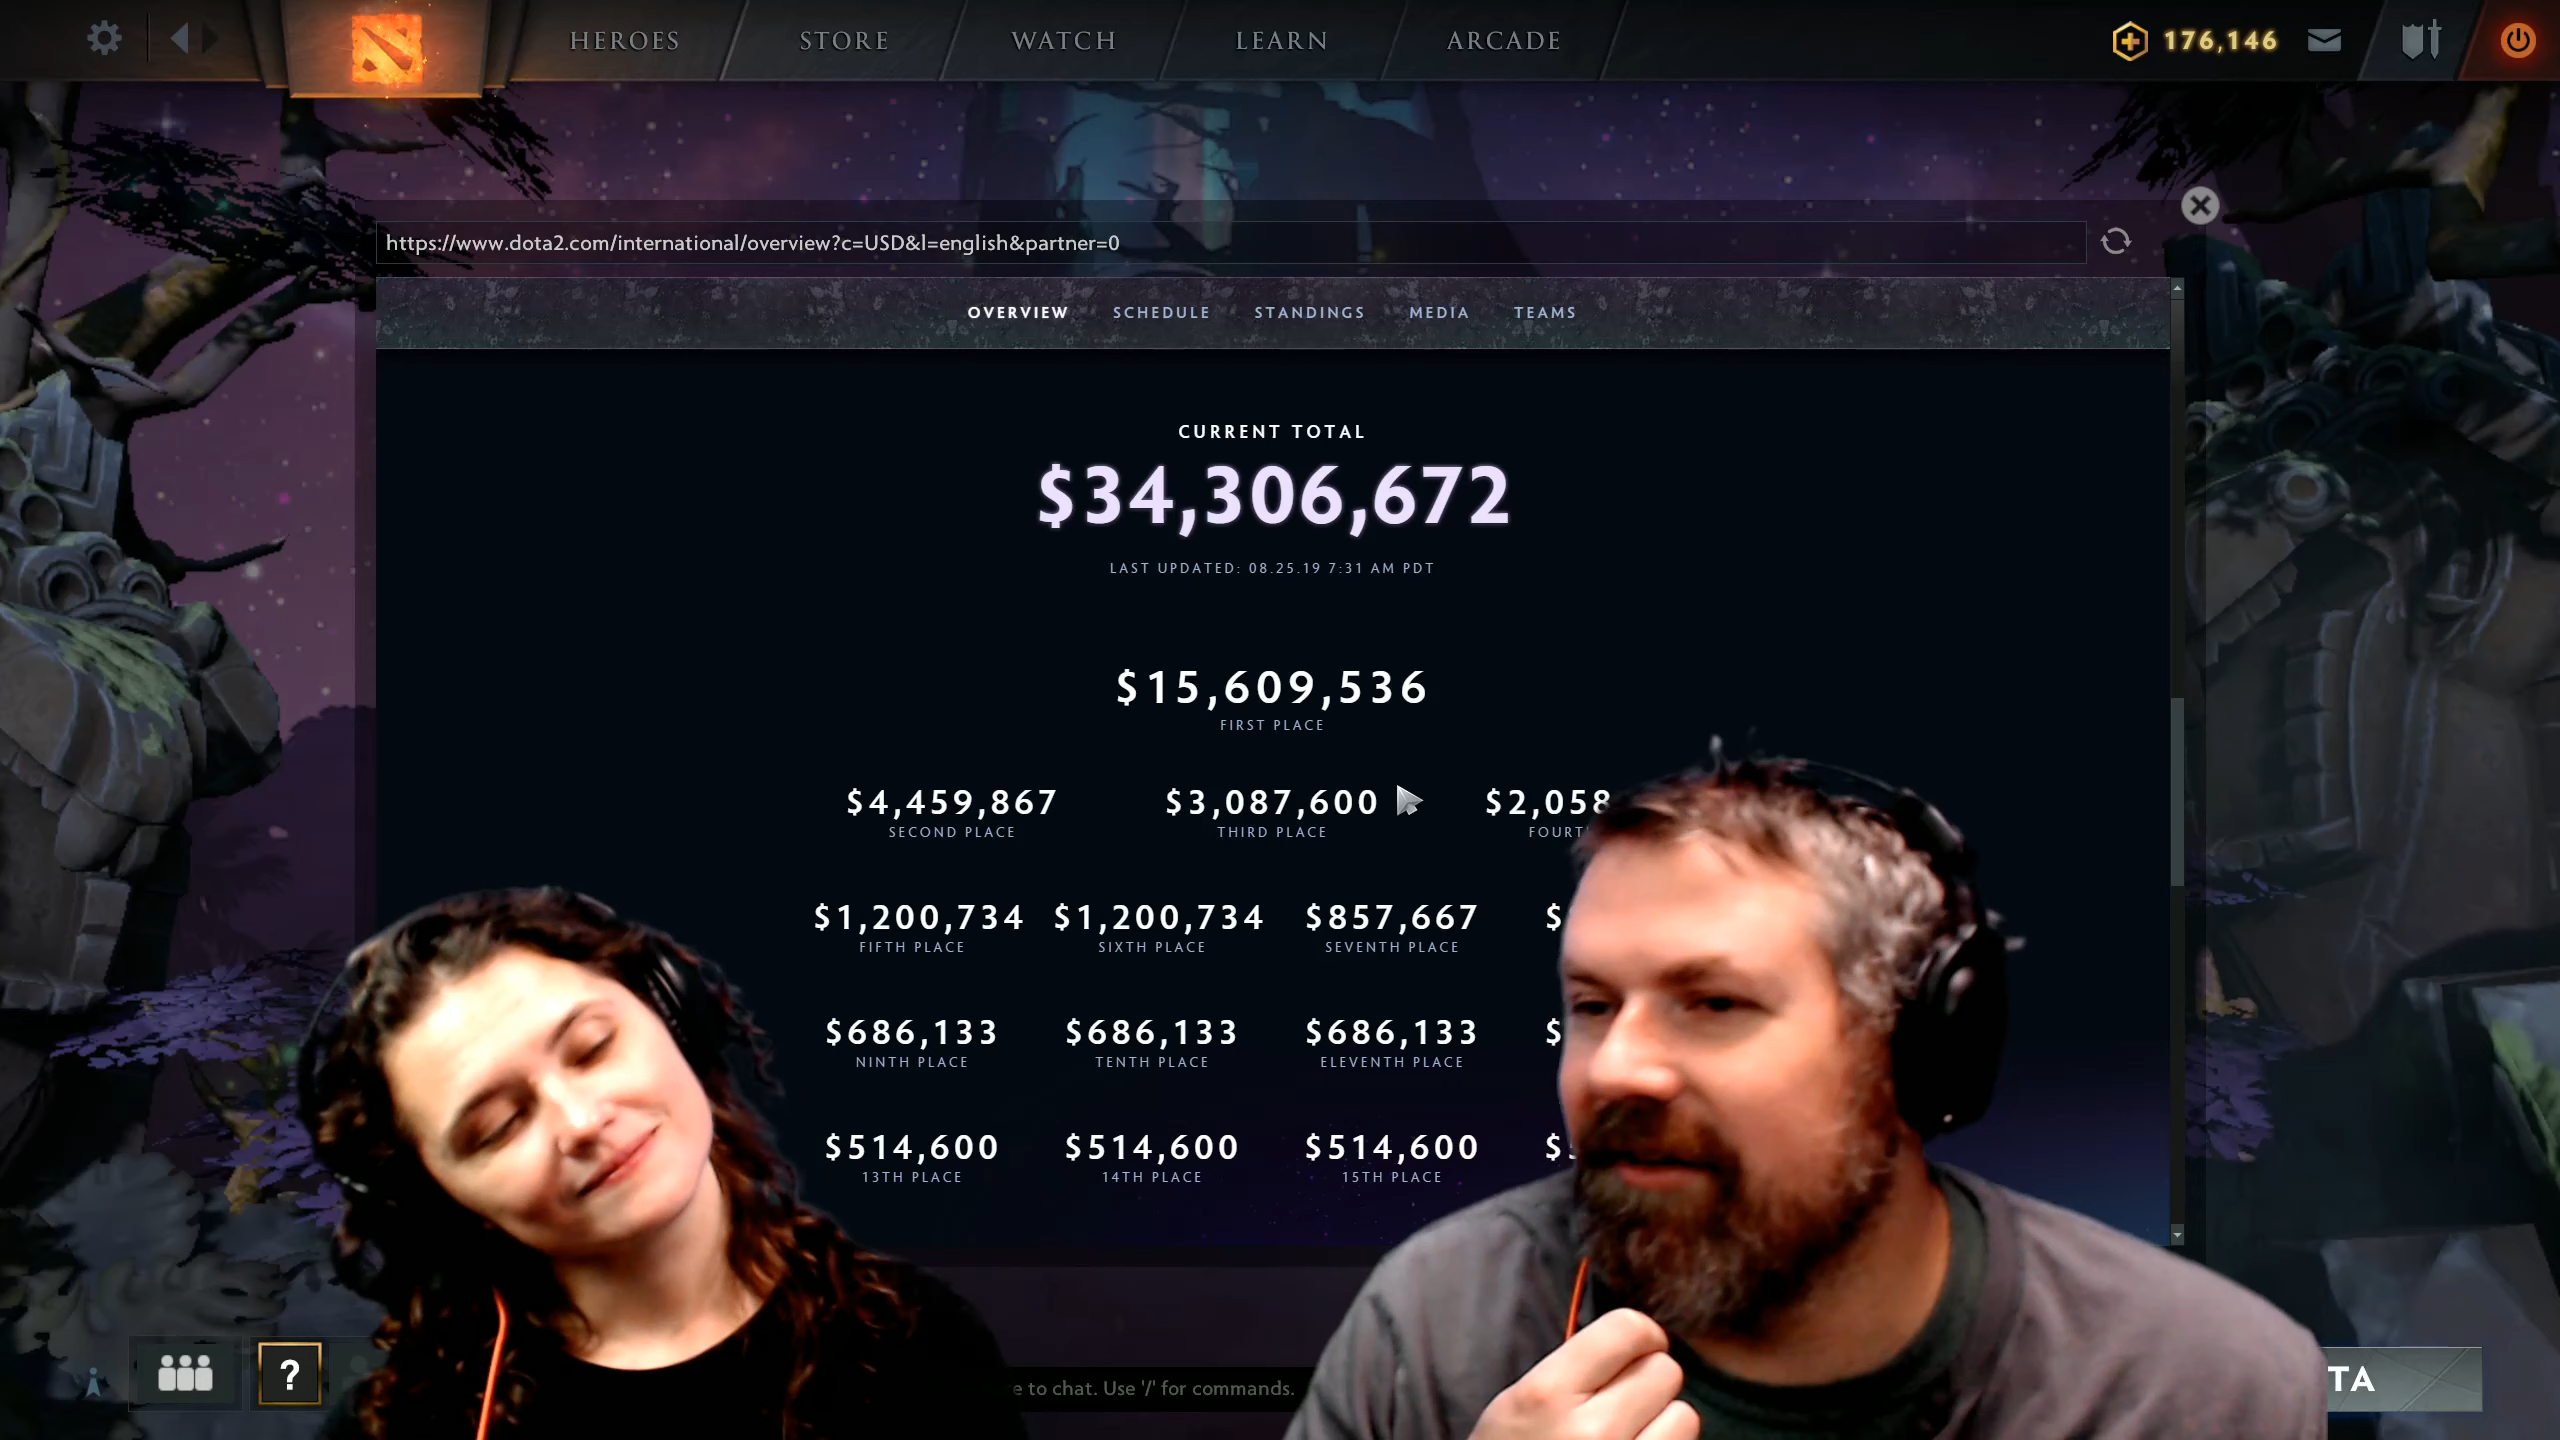 HEROES STORE WATCH LEARN ARCADE 176,146
https://www.dota2.com/international/overview?c=USD&l=english&partner=0
OVERVIEW SCHEDULE STANDINGS MEDIA TEAMS
CURRENT TOTAL
$34,306,672
LAST UPDATED: 08.25.19 7:31 AM PDT
$15,609,536
FIRST PLACE
$4,459,867 $3,087,600 $2,058
SECOND PLACE THIRD PLACE FOURT
$1,200,734 $1,200,734 $857,667 $
FIFTH PLACE SIXTH PLACE SEVENTH PLACE
$686,133 $686,133 $686,133 $
NINTH PLACE TENTH PLACE ELEVENTH PLACE
$514,600 $514,600 $514,600 $
13TH PLACE 14TH PLACE 15TH PLACE
?
e to chat. Use '/' for commands.
TA